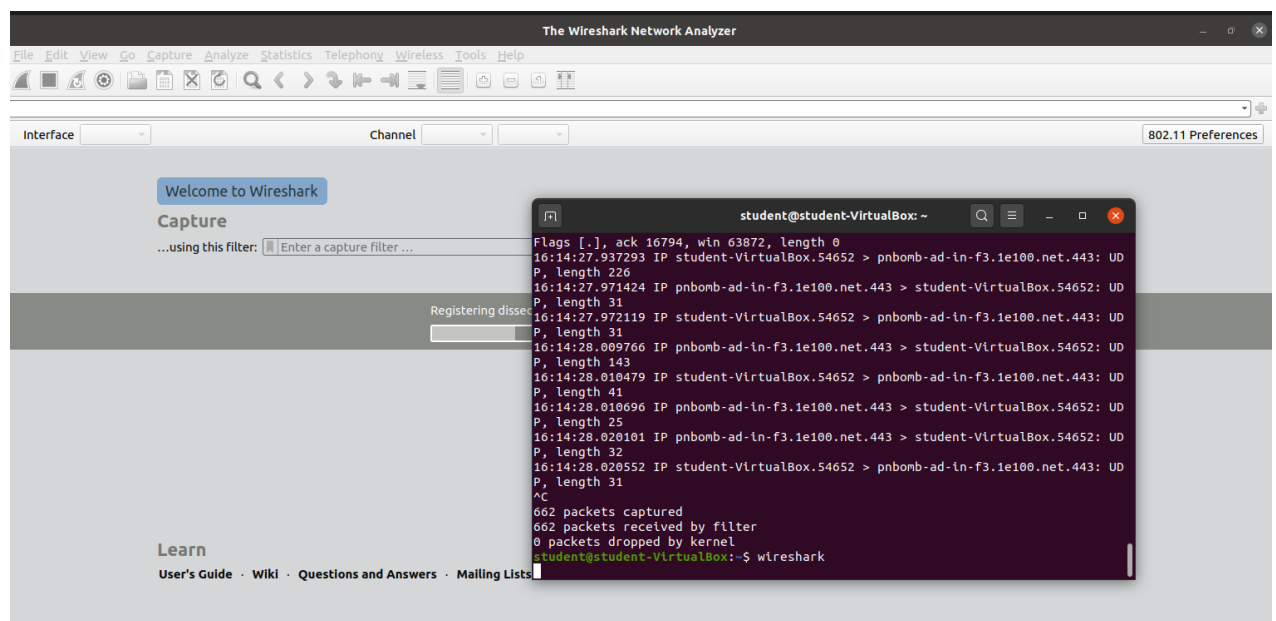 The Wireshark Network Analyzer
File Edit View Go Capture Analyze Statistics Telephony Wireless Tools Help
Interface Channel 802.11 Preferences
Welcome to Wireshark
Capture
...using this filter: Enter a capture filter ...
Registering dissec
Learn
User's Guide · Wiki · Questions and Answers · Mailing Lists
student@student-VirtualBox: ~
Flags [.], ack 16794, win 63872, length 0
16:14:27.937293 IP student-VirtualBox.54652 > pnbomb-ad-in-f3.1e100.net.443: UD
P, length 226
16:14:27.971424 IP pnbomb-ad-in-f3.1e100.net.443 > student-VirtualBox.54652: UD
P, length 31
16:14:27.972119 IP student-VirtualBox.54652 > pnbomb-ad-in-f3.1e100.net.443: UD
P, length 31
16:14:28.009766 IP pnbomb-ad-in-f3.1e100.net.443 > student-VirtualBox.54652: UD
P, length 143
16:14:28.010479 IP student-VirtualBox.54652 > pnbomb-ad-in-f3.1e100.net.443: UD
P, length 41
16:14:28.010696 IP pnbomb-ad-in-f3.1e100.net.443 > student-VirtualBox.54652: UD
P, length 25
16:14:28.020101 IP pnbomb-ad-in-f3.1e100.net.443 > student-VirtualBox.54652: UD
P, length 32
16:14:28.020552 IP student-VirtualBox.54652 > pnbomb-ad-in-f3.1e100.net.443: UD
P, length 31
^C
662 packets captured
662 packets received by filter
0 packets dropped by kernel
student@student-VirtualBox:~$ wireshark